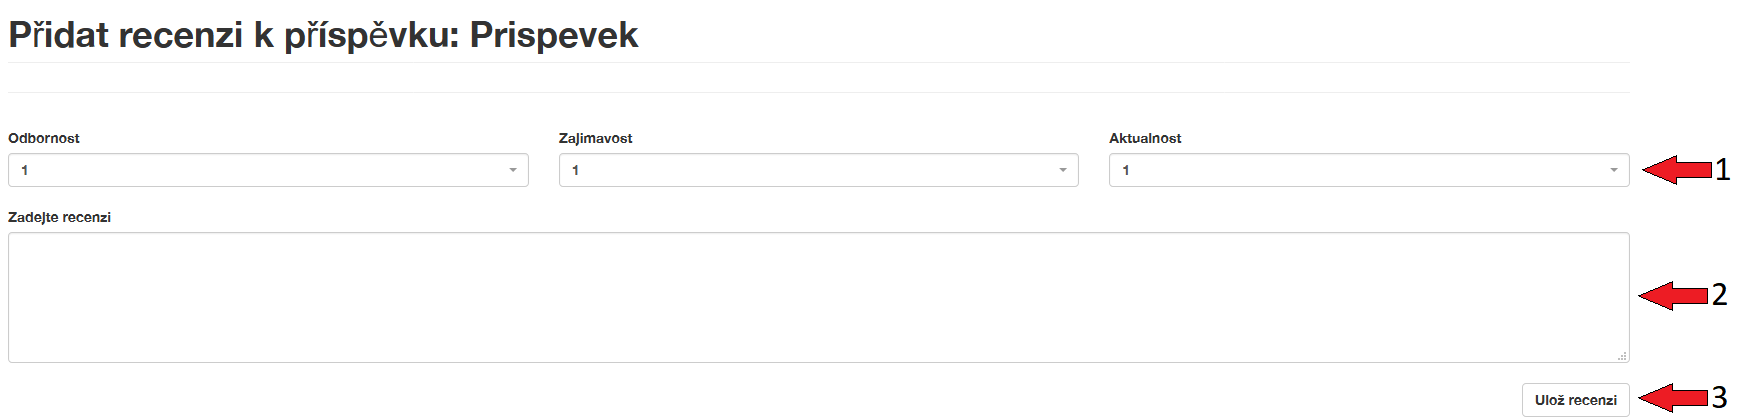 Přidat recenzi k příspěvku: Prispevek
Odbornost Zajimavost Aktualnost
1 1 1 1
Zadejte recenzi
2
Ulož recenzi 3